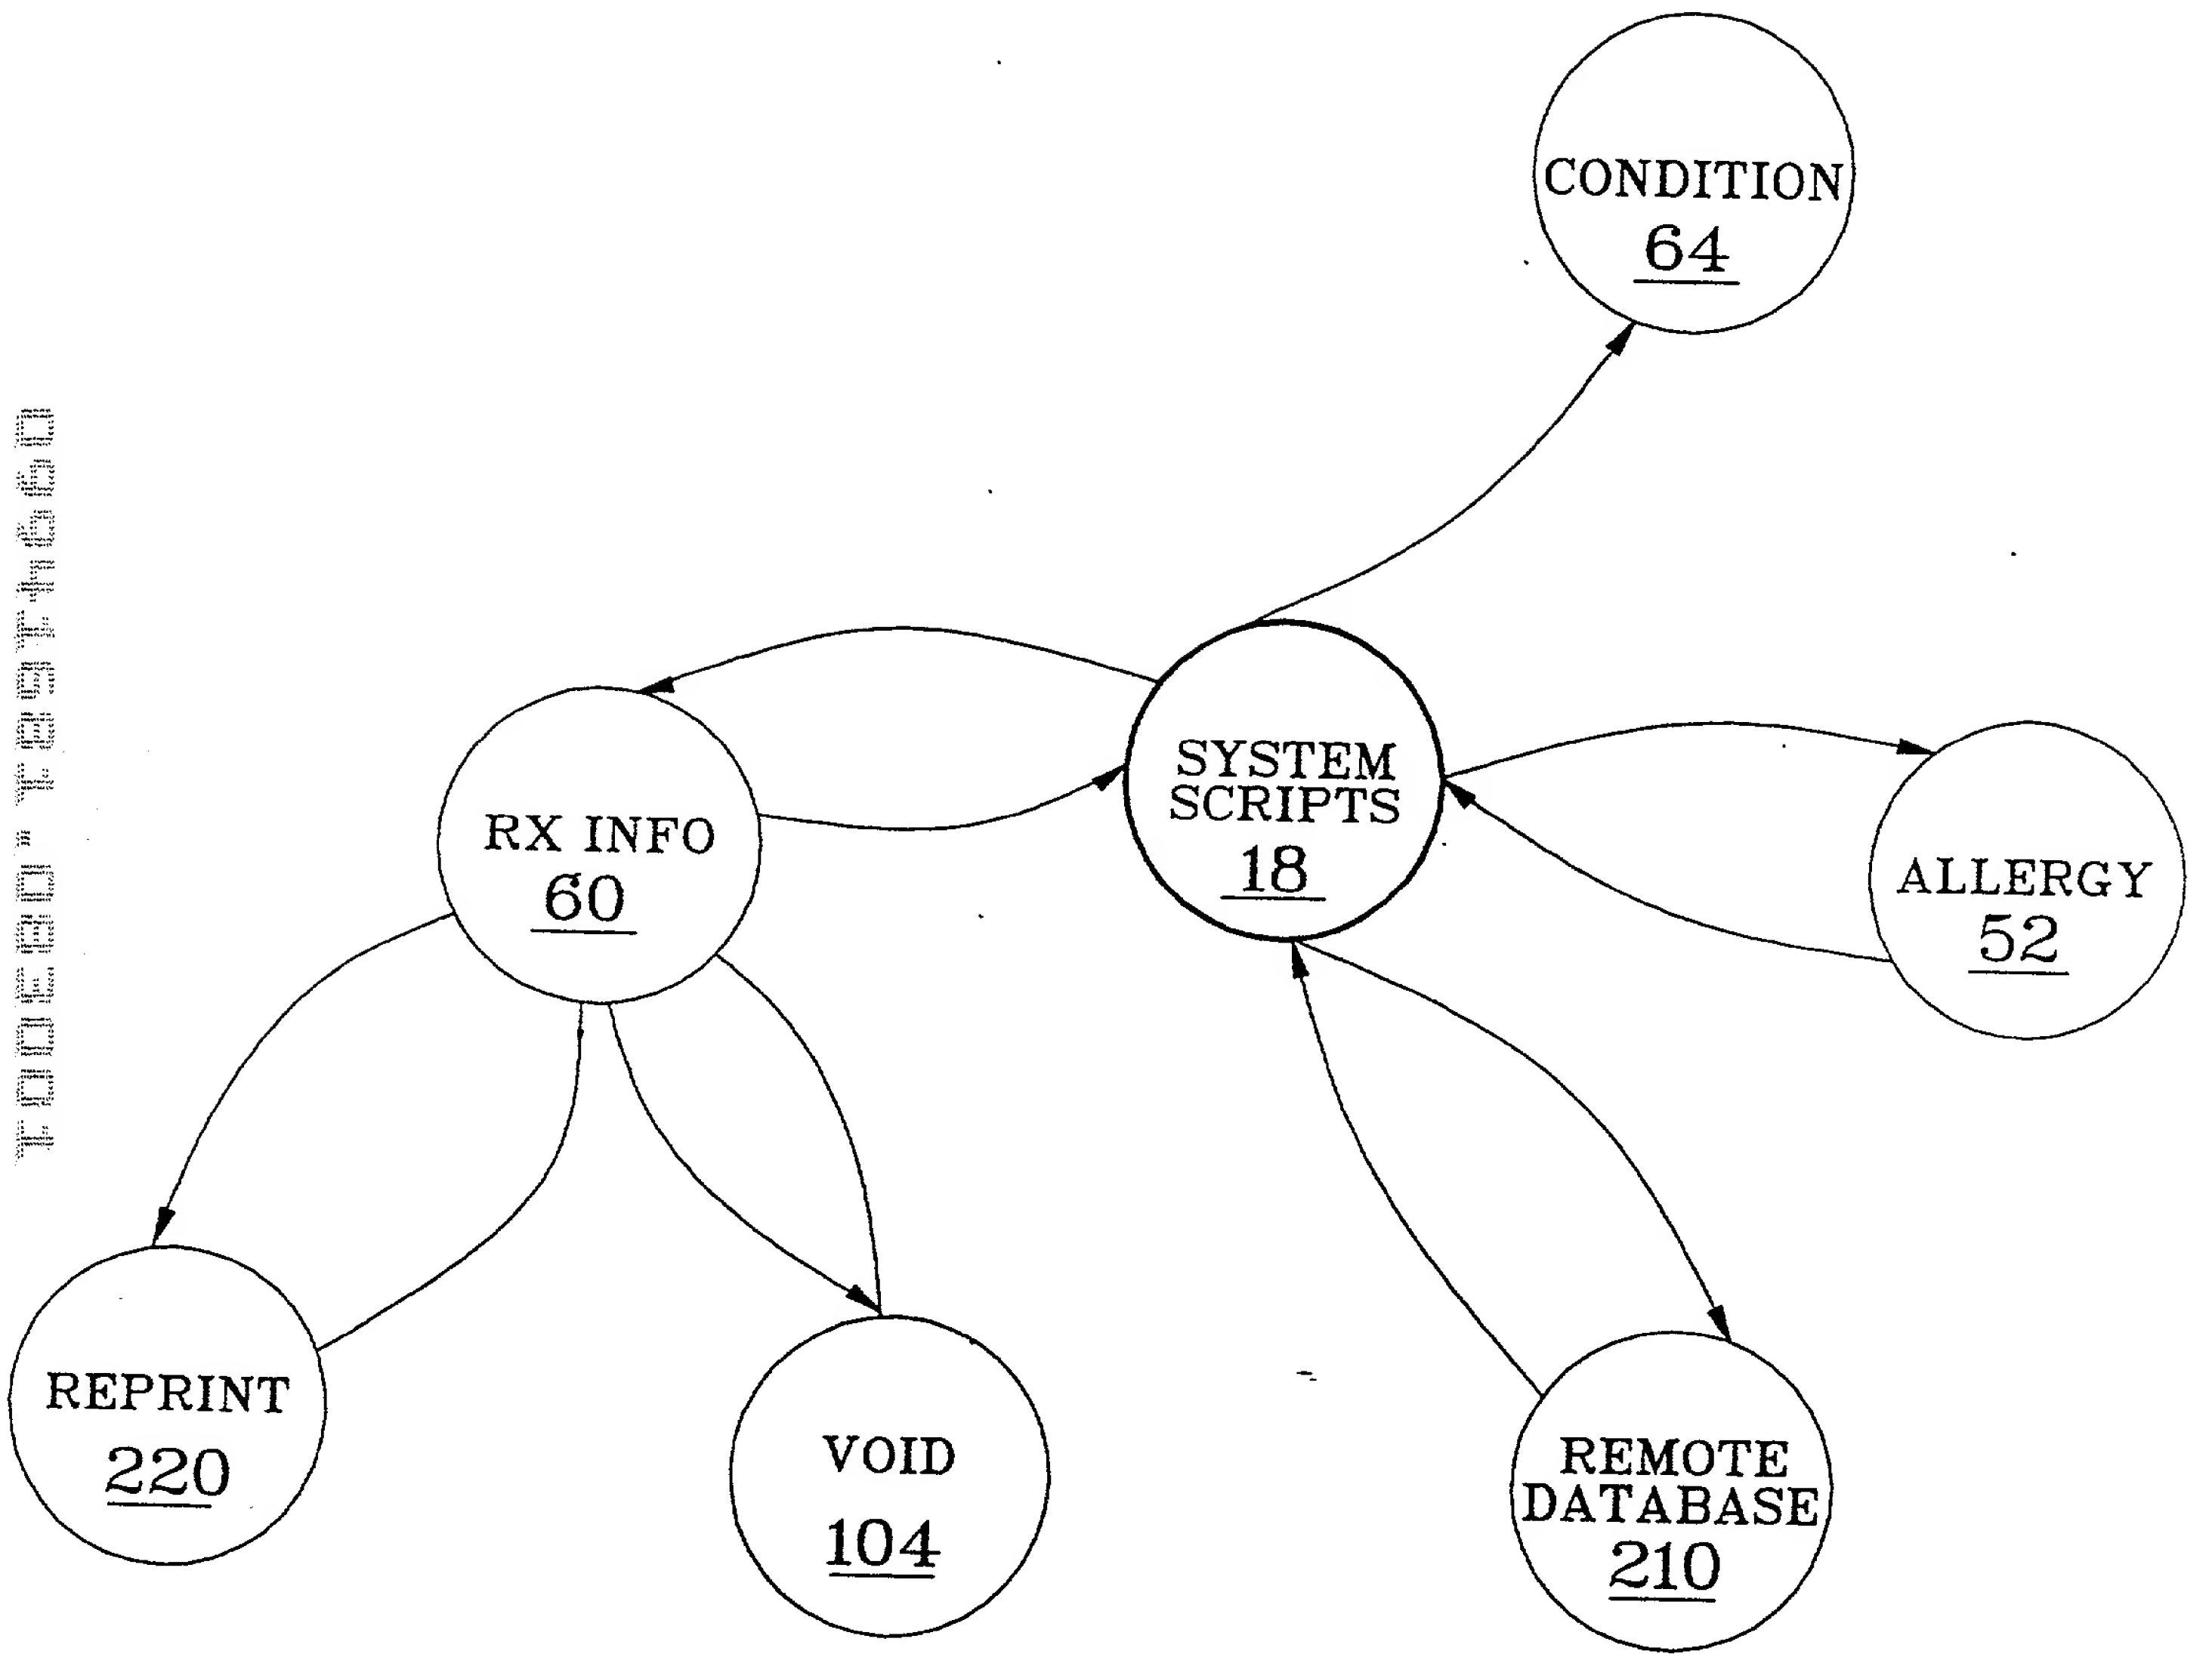 CONDITION
64
SYSTEM
SCRIPTS
18
RX INFO
60
ALLERGY
52
REPRINT
220
VOID
104
REMOTE
DATABASE
210